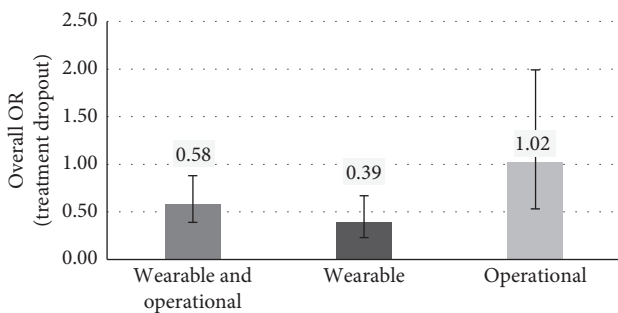 Overall OR
(treatment dropout)
2.50
2.00
1.50
1.00
0.50
0.00
0.58
0.39
1.02
Wearable and
operational
Wearable
Operational